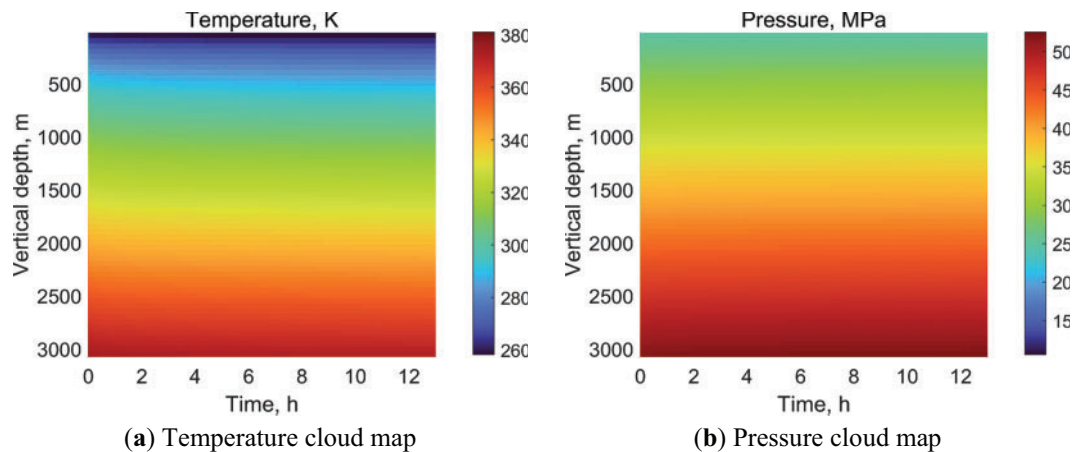 Temperature, K
Vertical depth, m
500
1000
1500
2000
2500
3000
0 2 4 6 8 10 12
Time, h
380
360
340
320
300
280
260
(a) Temperature cloud map
Pressure, MPa
Vertical depth, m
500
1000
1500
2000
2500
3000
0 2 4 6 8 10 12
Time, h
50
45
40
35
30
25
20
15
(b) Pressure cloud map